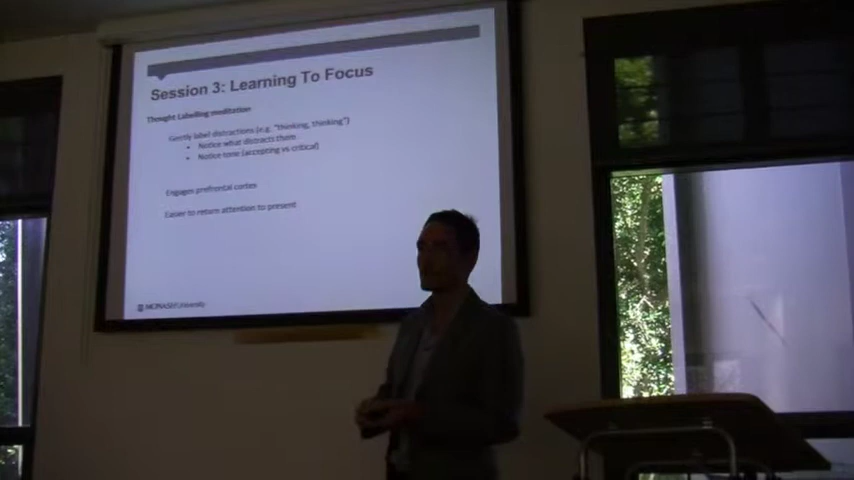 Session 3: Learning To Focus
Thought Labelling meditation
Gently label distractions (e.g. "thinking, thinking")
• Notice what distracts them
• Notice tone (accepting vs critical)
Engages prefrontal cortex
Easier to return attention to present
MONASH University